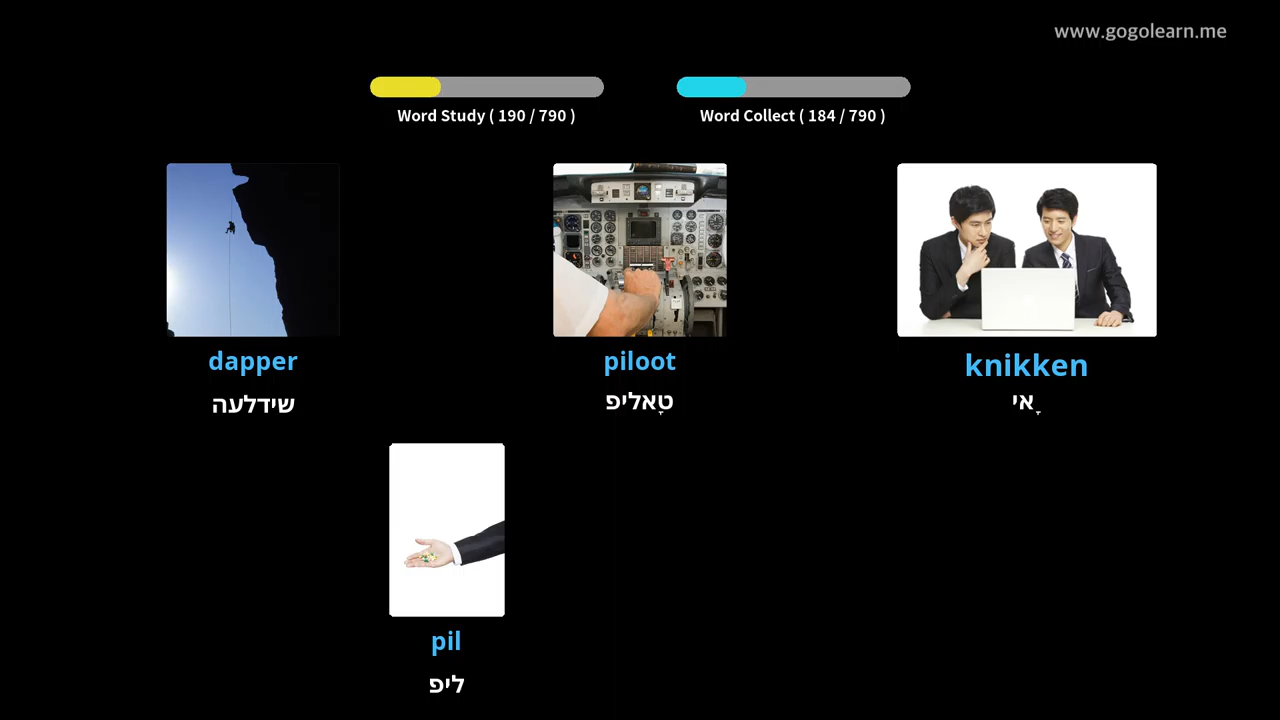 www.gogolearn.me
Word Study ( 190 / 790 )
Word Collect ( 184 / 790 )
dapper
שידלעה
piloot
טָאליפ
knikken
ָאי
pil
ליפ